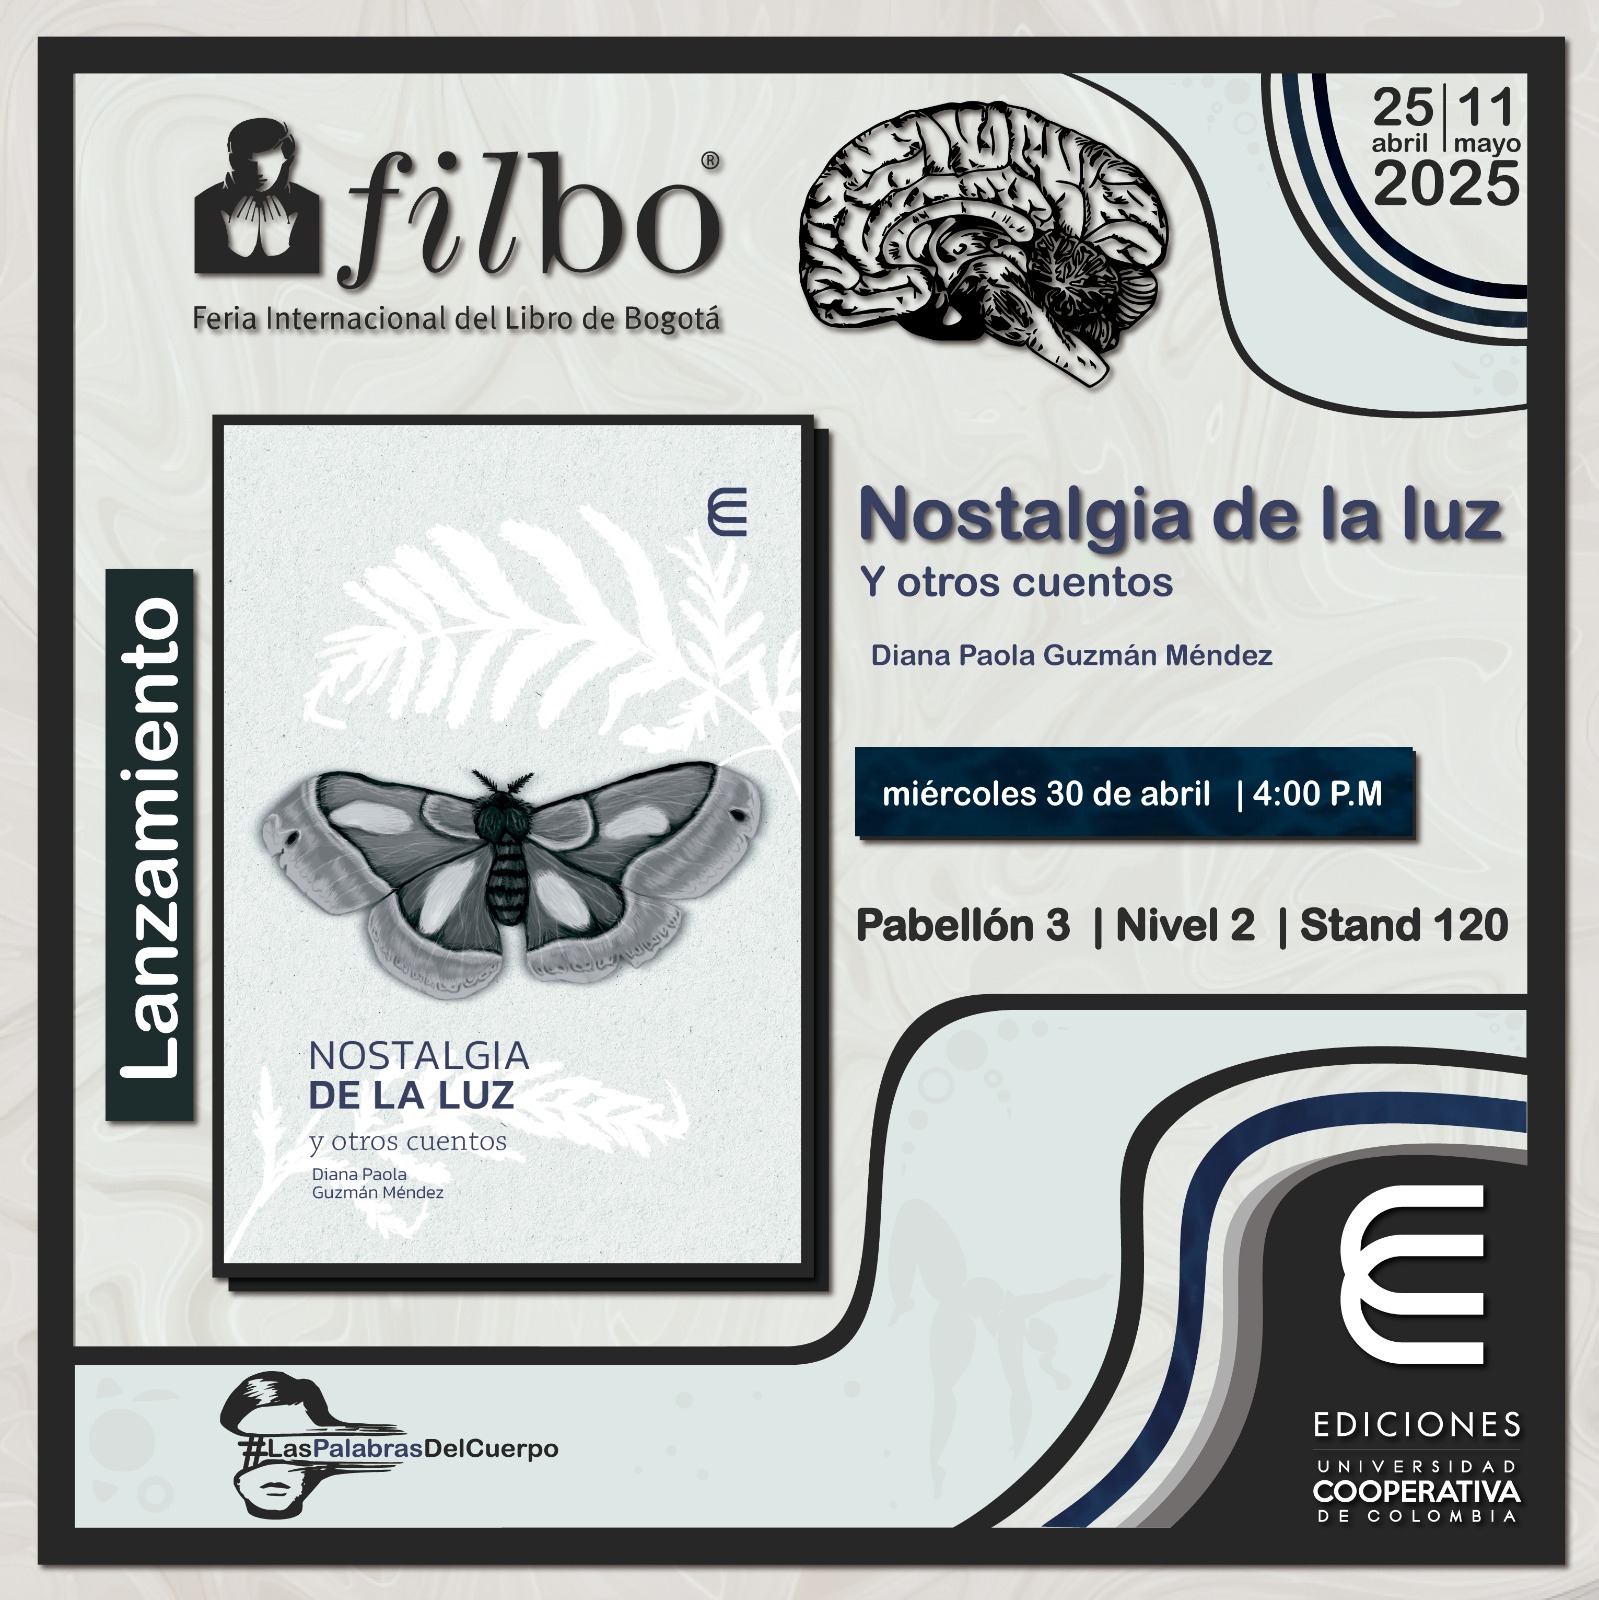 filbo®
Feria Internacional del Libro de Bogotá
25 | 11
abril | mayo
2025
Lanzamiento
NOSTALGIA
DE LA LUZ
y otros cuentos
Diana Paola
Guzmán Méndez
Nostalgia de la luz
Y otros cuentos
Diana Paola Guzmán Méndez
miércoles 30 de abril | 4:00 P.M
Pabellón 3 | Nivel 2 | Stand 120
#LasPalabrasDelCuerpo
EDICIONES
UNIVERSIDAD
COOPERATIVA
DE COLOMBIA